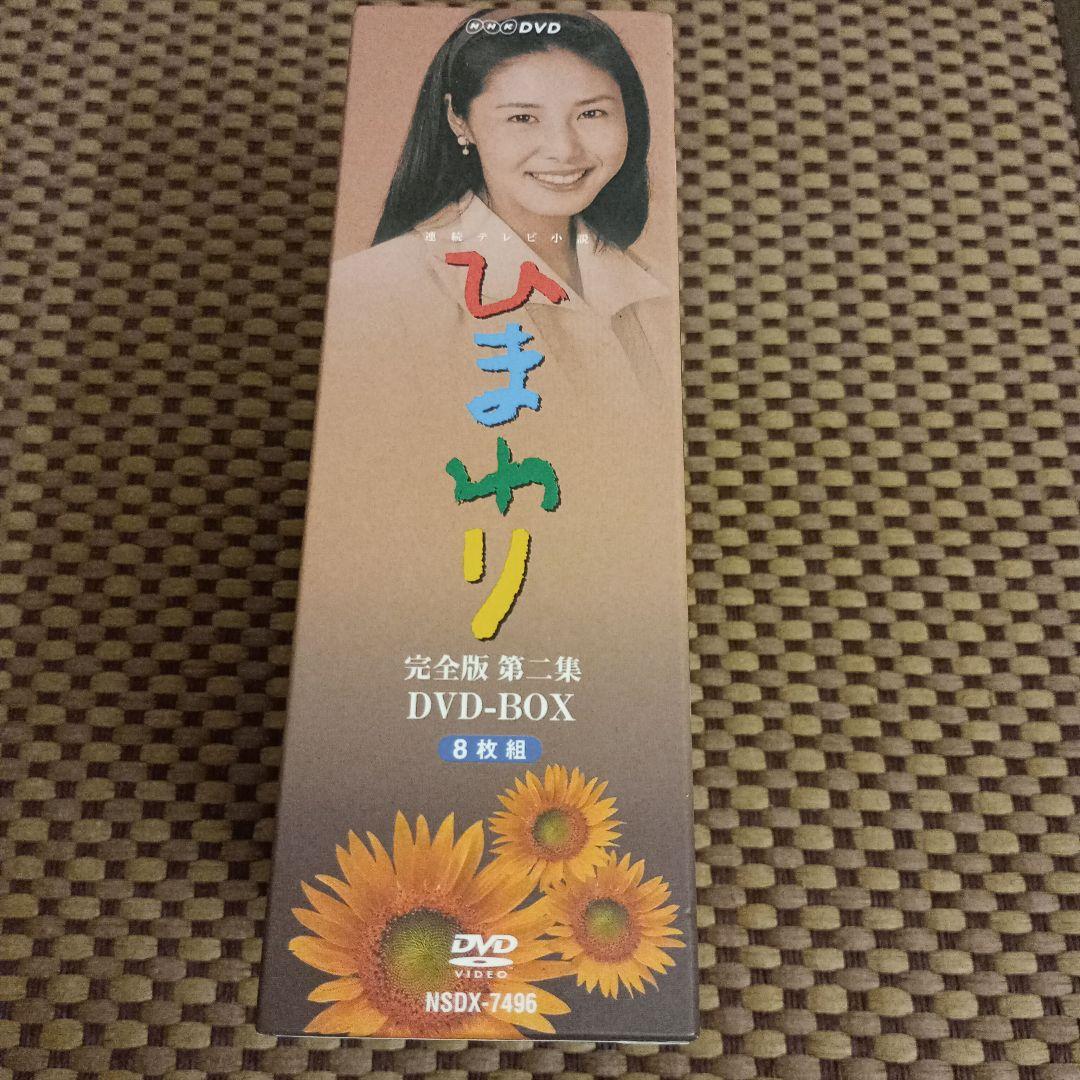 NHK DVD
連続テレビ小説
ひまわり
完全版 第二集
DVD-BOX
8枚組
DVD
VIDEO
NSDX-7496